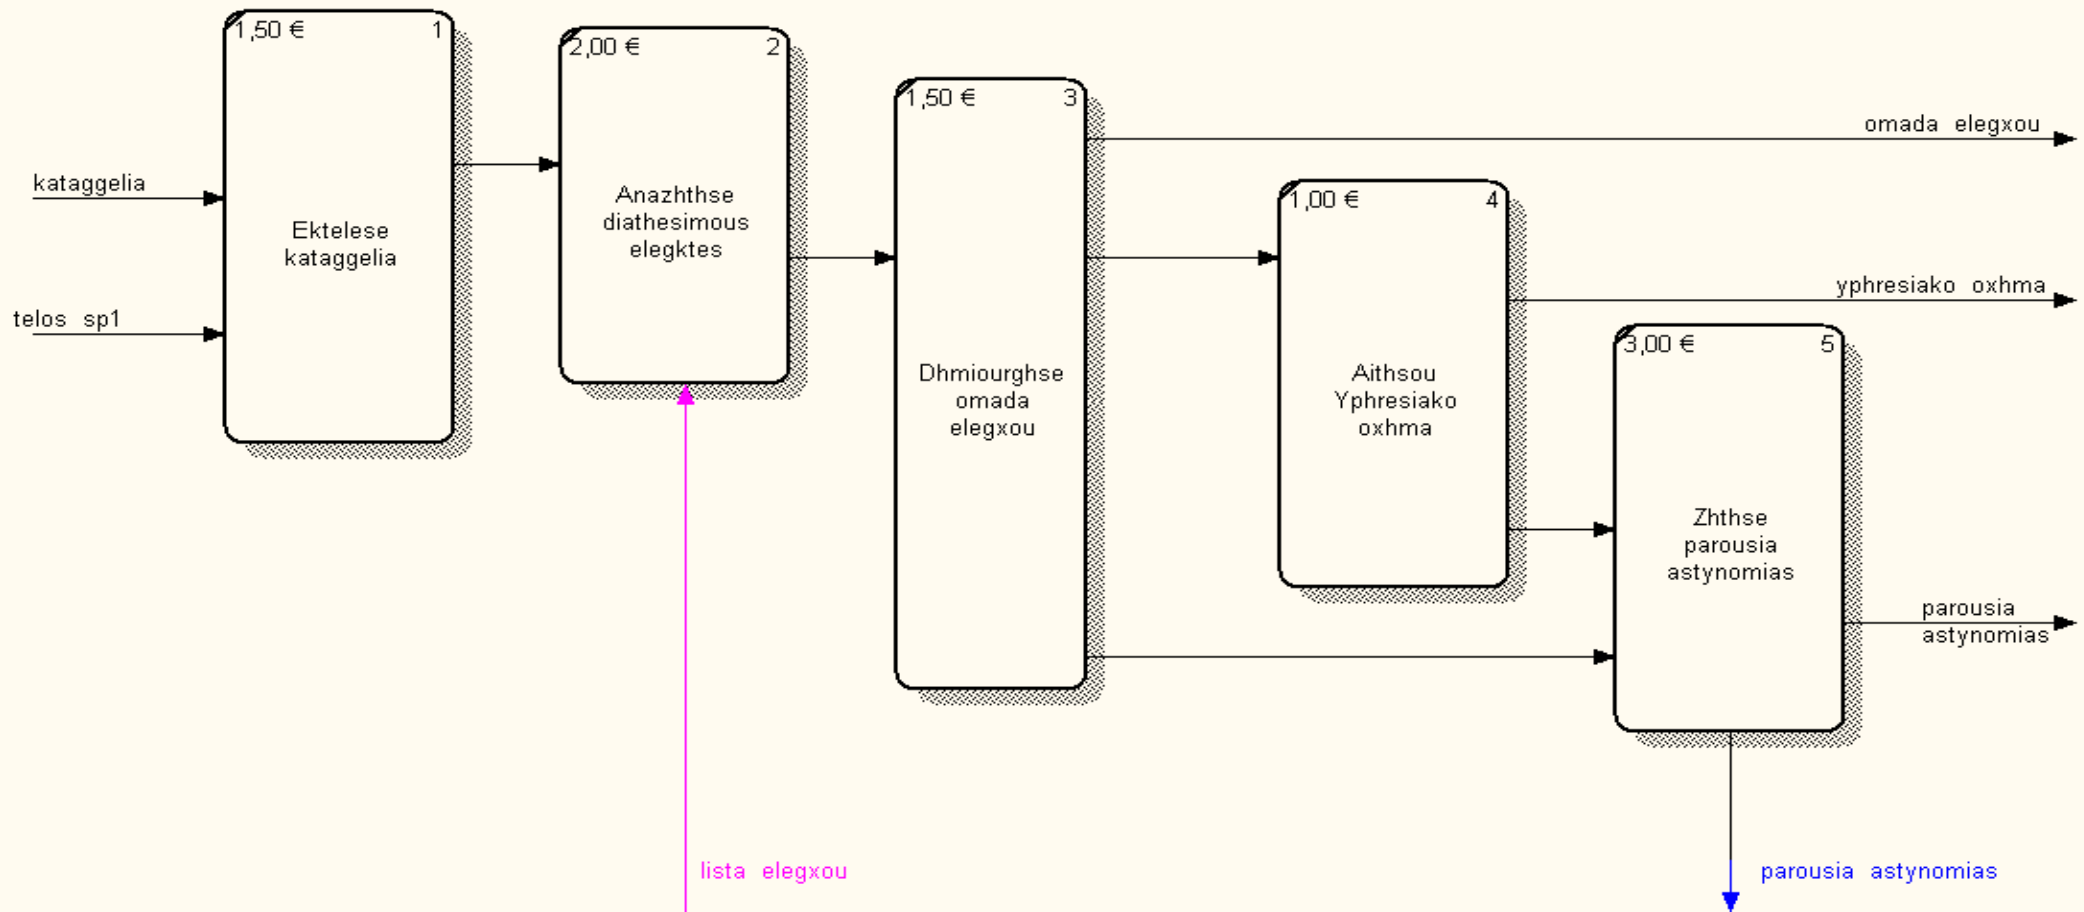 1,50 € 1
Ektelese
kataggelia
kataggelia
telos sp1
2,00 € 2
Anazhthse
diathesimous
elegktes
lista elegxou
1,50 € 3
Dhmiourghse
omada
elegxou
omada elegxou
1,00 € 4
Aithsou
Yphresiako
oxhma
yphresiako oxhma
3,00 € 5
Zhthse
parousia
astynomias
parousia
astynomias
parousia astynomias